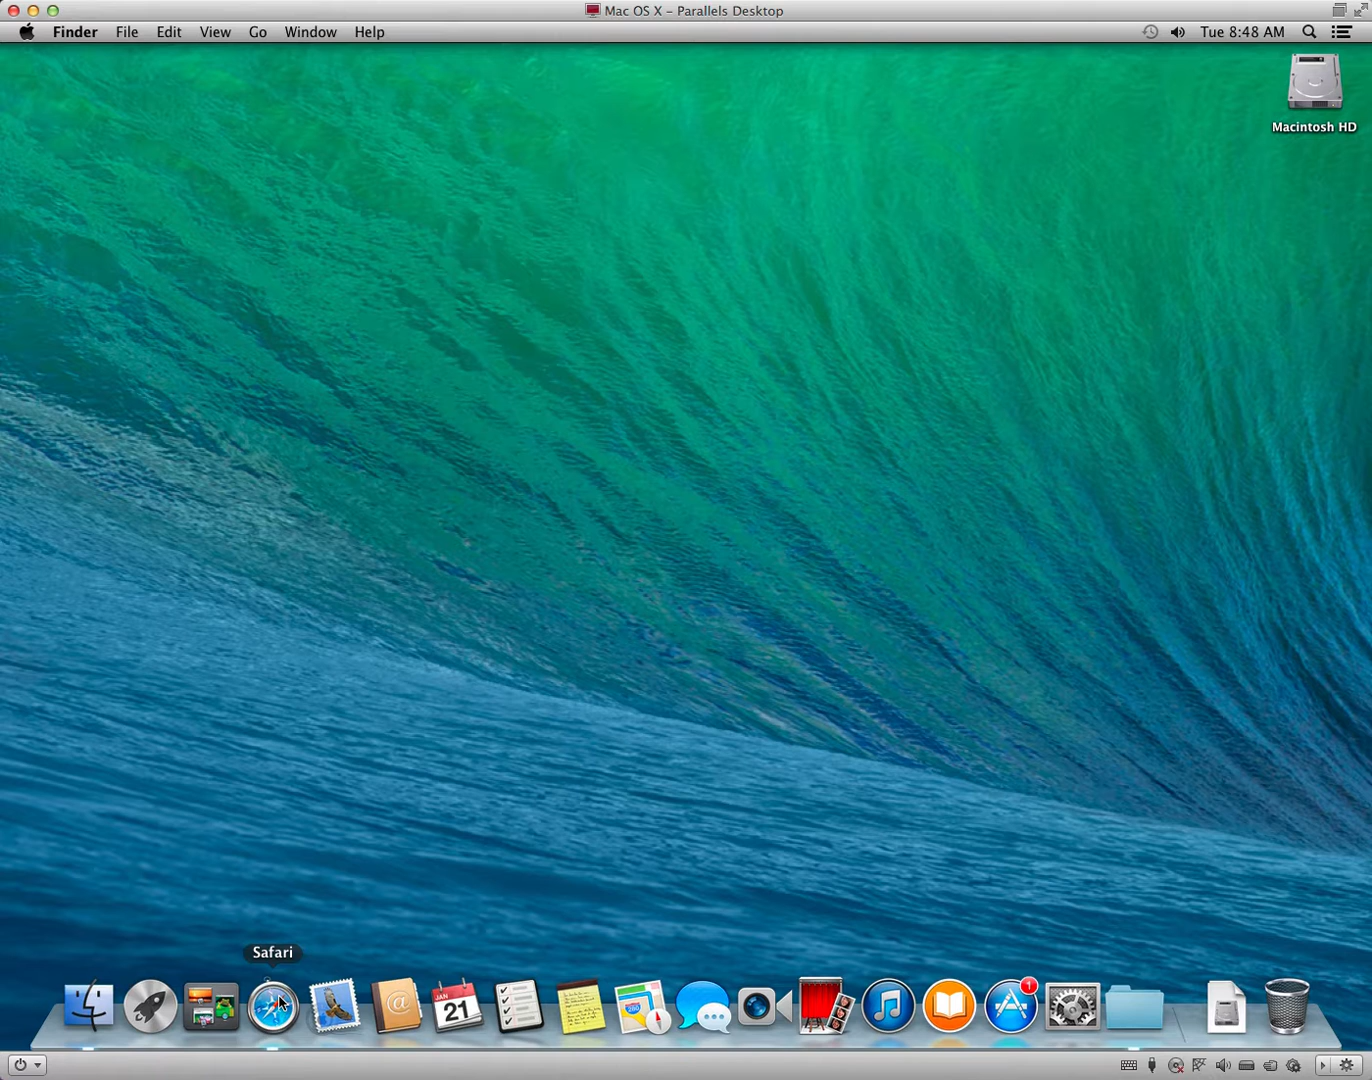 Mac OS X - Parallels Desktop
Finder File Edit View Go Window Help
Tue 8:48 AM
Macintosh HD
Safari
JAN
21
1